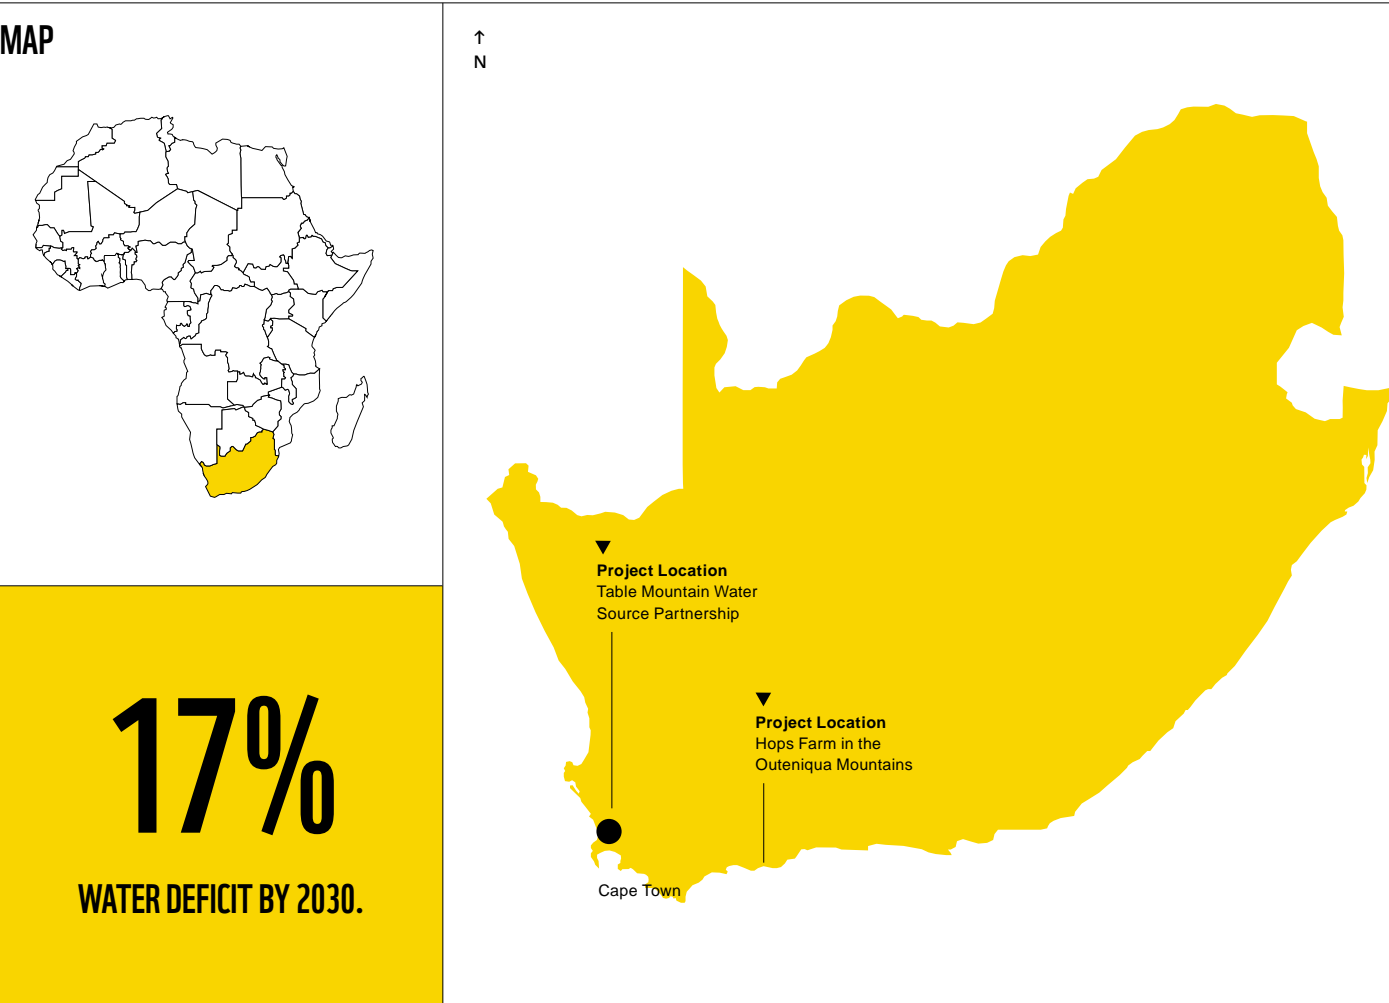 MAP
↑
N
Project Location
Table Mountain Water
Source Partnership
Project Location
Hops Farm in the
Outeniqua Mountains
Cape Town
17%
WATER DEFICIT BY 2030.